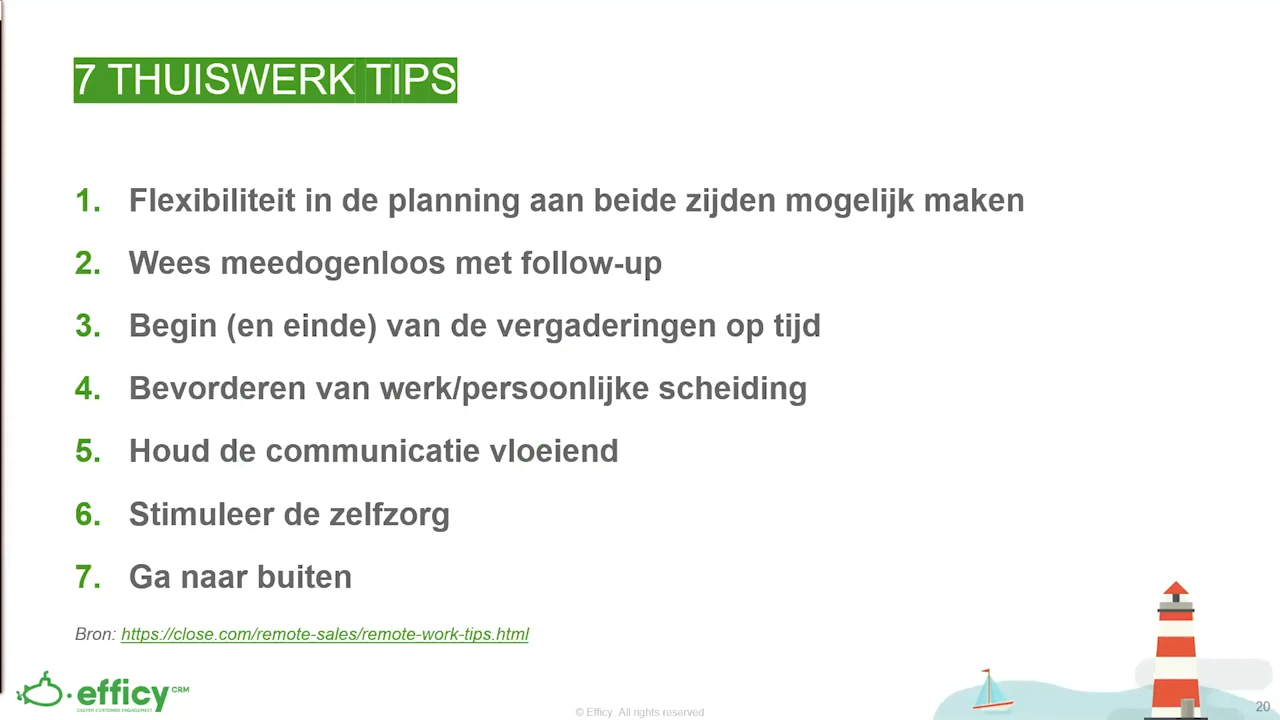 7 THUISWERK TIPS
1. Flexibiliteit in de planning aan beide zijden mogelijk maken
2. Wees meedogenloos met follow-up
3. Begin (en einde) van de vergaderingen op tijd
4. Bevorderen van werk/persoonlijke scheiding
5. Houd de communicatie vloeiend
6. Stimuleer de zelfzorg
7. Ga naar buiten
Bron: https://close.com/remote-sales/remote-work-tips.html
efficy CRM
DEEPER CUSTOMER ENGAGEMENT
© Efficy All rights reserved
20